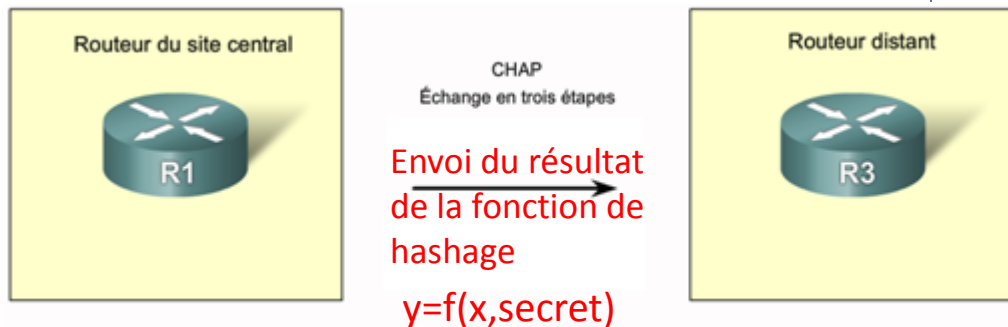 Routeur du site central
R1
CHAP
Échange en trois étapes
Envoi du résultat
de la fonction de
hashage
y=f(x,secret)
Routeur distant
R3